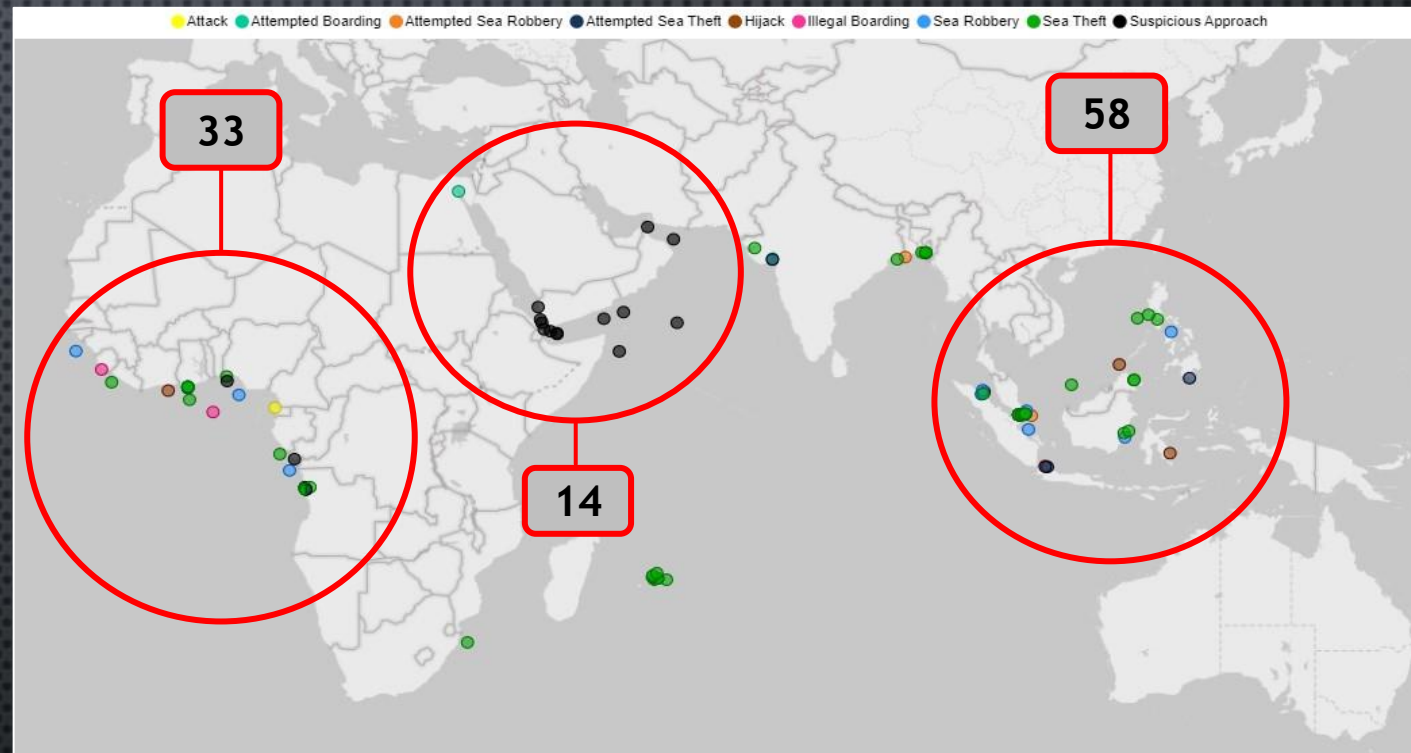 Attack Attempted Boarding Attempted Sea Robbery Attempted Sea Theft Hijack Illegal Boarding Sea Robbery Sea Theft Suspicious Approach
33
58
14